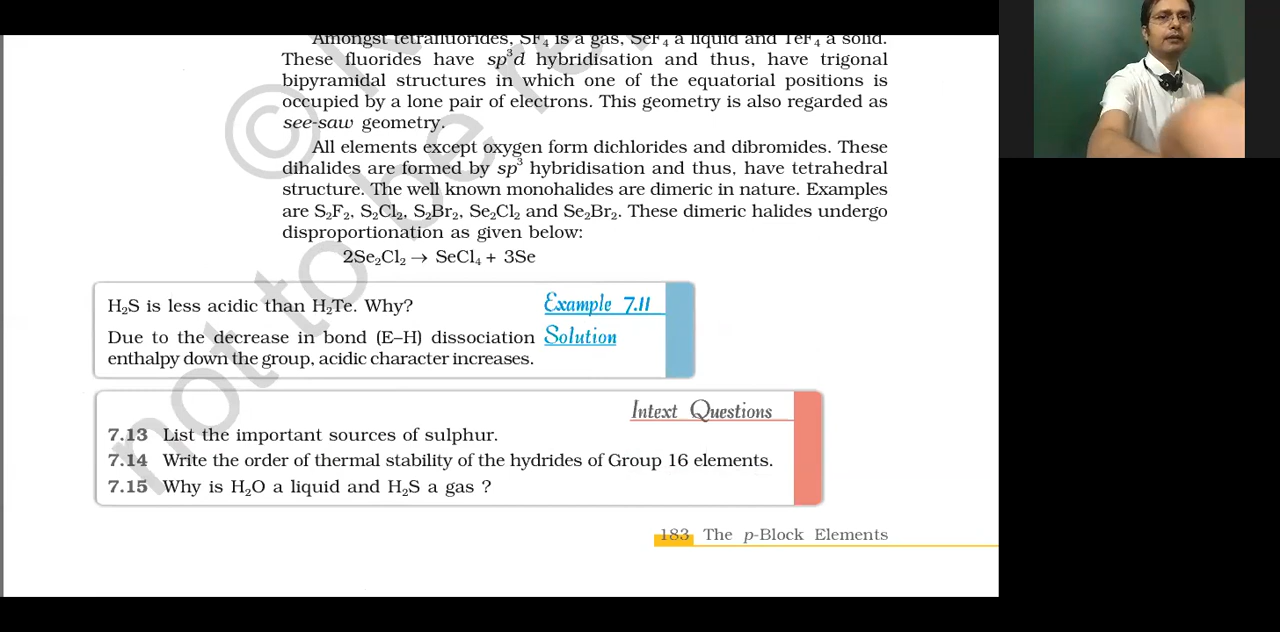 Amongst tetrafluorides, SF₄ is a gas, SeF₄ a liquid and TeF₄ a solid.
These fluorides have sp³d hybridisation and thus, have trigonal
bipyramidal structures in which one of the equatorial positions is
occupied by a lone pair of electrons. This geometry is also regarded as
see-saw geometry.
All elements except oxygen form dichlorides and dibromides. These
dihalides are formed by sp³ hybridisation and thus, have tetrahedral
structure. The well known monohalides are dimeric in nature. Examples
are S₂F₂, S₂Cl₂, S₂Br₂, Se₂Cl₂ and Se₂Br₂. These dimeric halides undergo
disproportionation as given below:
2Se₂Cl₂ → SeCl₄ + 3Se
H₂S is less acidic than H₂Te. Why?
Example 7.11
Due to the decrease in bond (E–H) dissociation
enthalpy down the group, acidic character increases.
Solution
Intext Questions
7.13 List the important sources of sulphur.
7.14 Write the order of thermal stability of the hydrides of Group 16 elements.
7.15 Why is H₂O a liquid and H₂S a gas ?
183 The p-Block Elements
©
not to be re